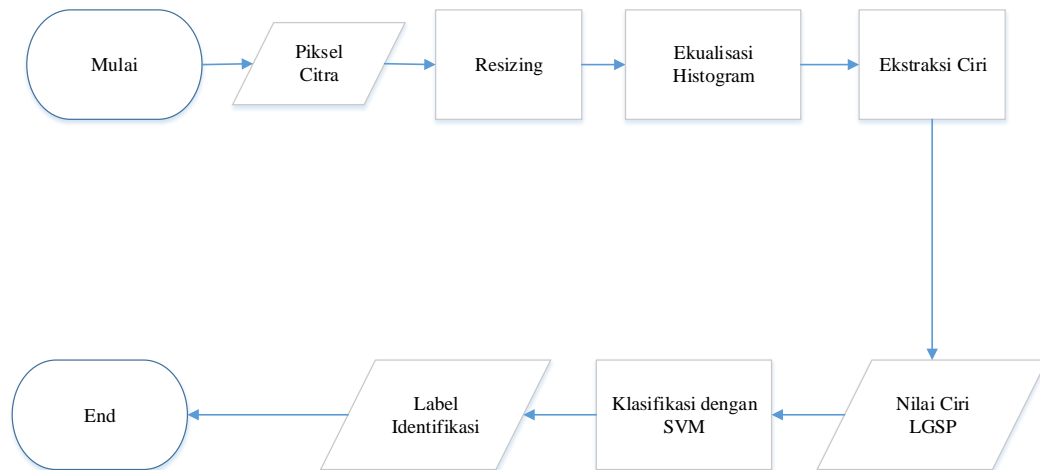 Mulai
Piksel
Citra
Resizing
Ekualisasi
Histogram
Ekstraksi Ciri
Nilai Ciri
LGSP
Klasifikasi dengan
SVM
Label
Identifikasi
End